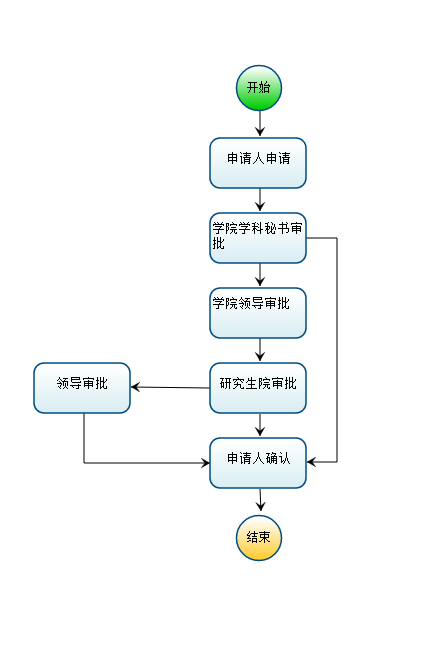 开始
申请人申请
学院学科秘书审
批
学院领导审批
研究生院审批
领导审批
申请人确认
结束